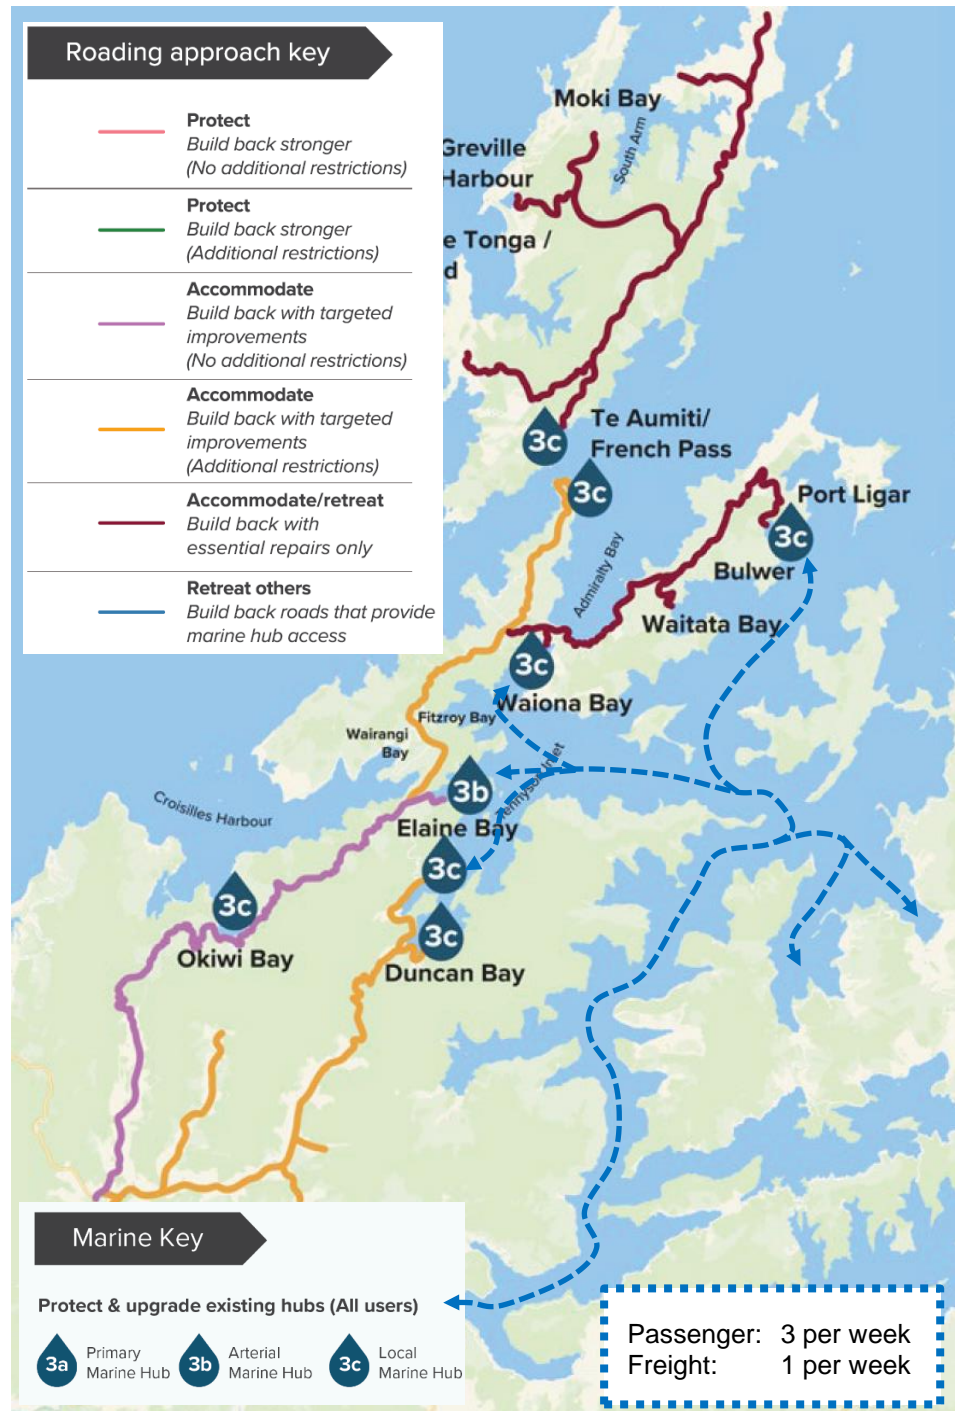 Roading approach key
Protect
Build back stronger
(No additional restrictions)
Protect
Build back stronger
(Additional restrictions)
Accommodate
Build back with targeted
improvements
(No additional restrictions)
Accommodate
Build back with targeted
improvements
(Additional restrictions)
Accommodate/retreat
Build back with
essential repairs only
Retreat others
Build back roads that provide
marine hub access
Moki Bay
South Arm
Greville
Harbour
e Tonga /
d
3c
Te Aumiti/
French Pass
3c
Port Ligar
3c
Bulwer
Admiralty Bay
Waitata Bay
3c
Waiona Bay
Fitzroy Bay
Wairangi
Bay
Croisilles Harbour
3b
Tennyson Inlet
Elaine Bay
3c
3c
Okiwi Bay
3c
Duncan Bay
Marine Key
Protect & upgrade existing hubs (All users)
3a Primary
Marine Hub
3b Arterial
Marine Hub
3c Local
Marine Hub
Passenger: 3 per week
Freight: 1 per week